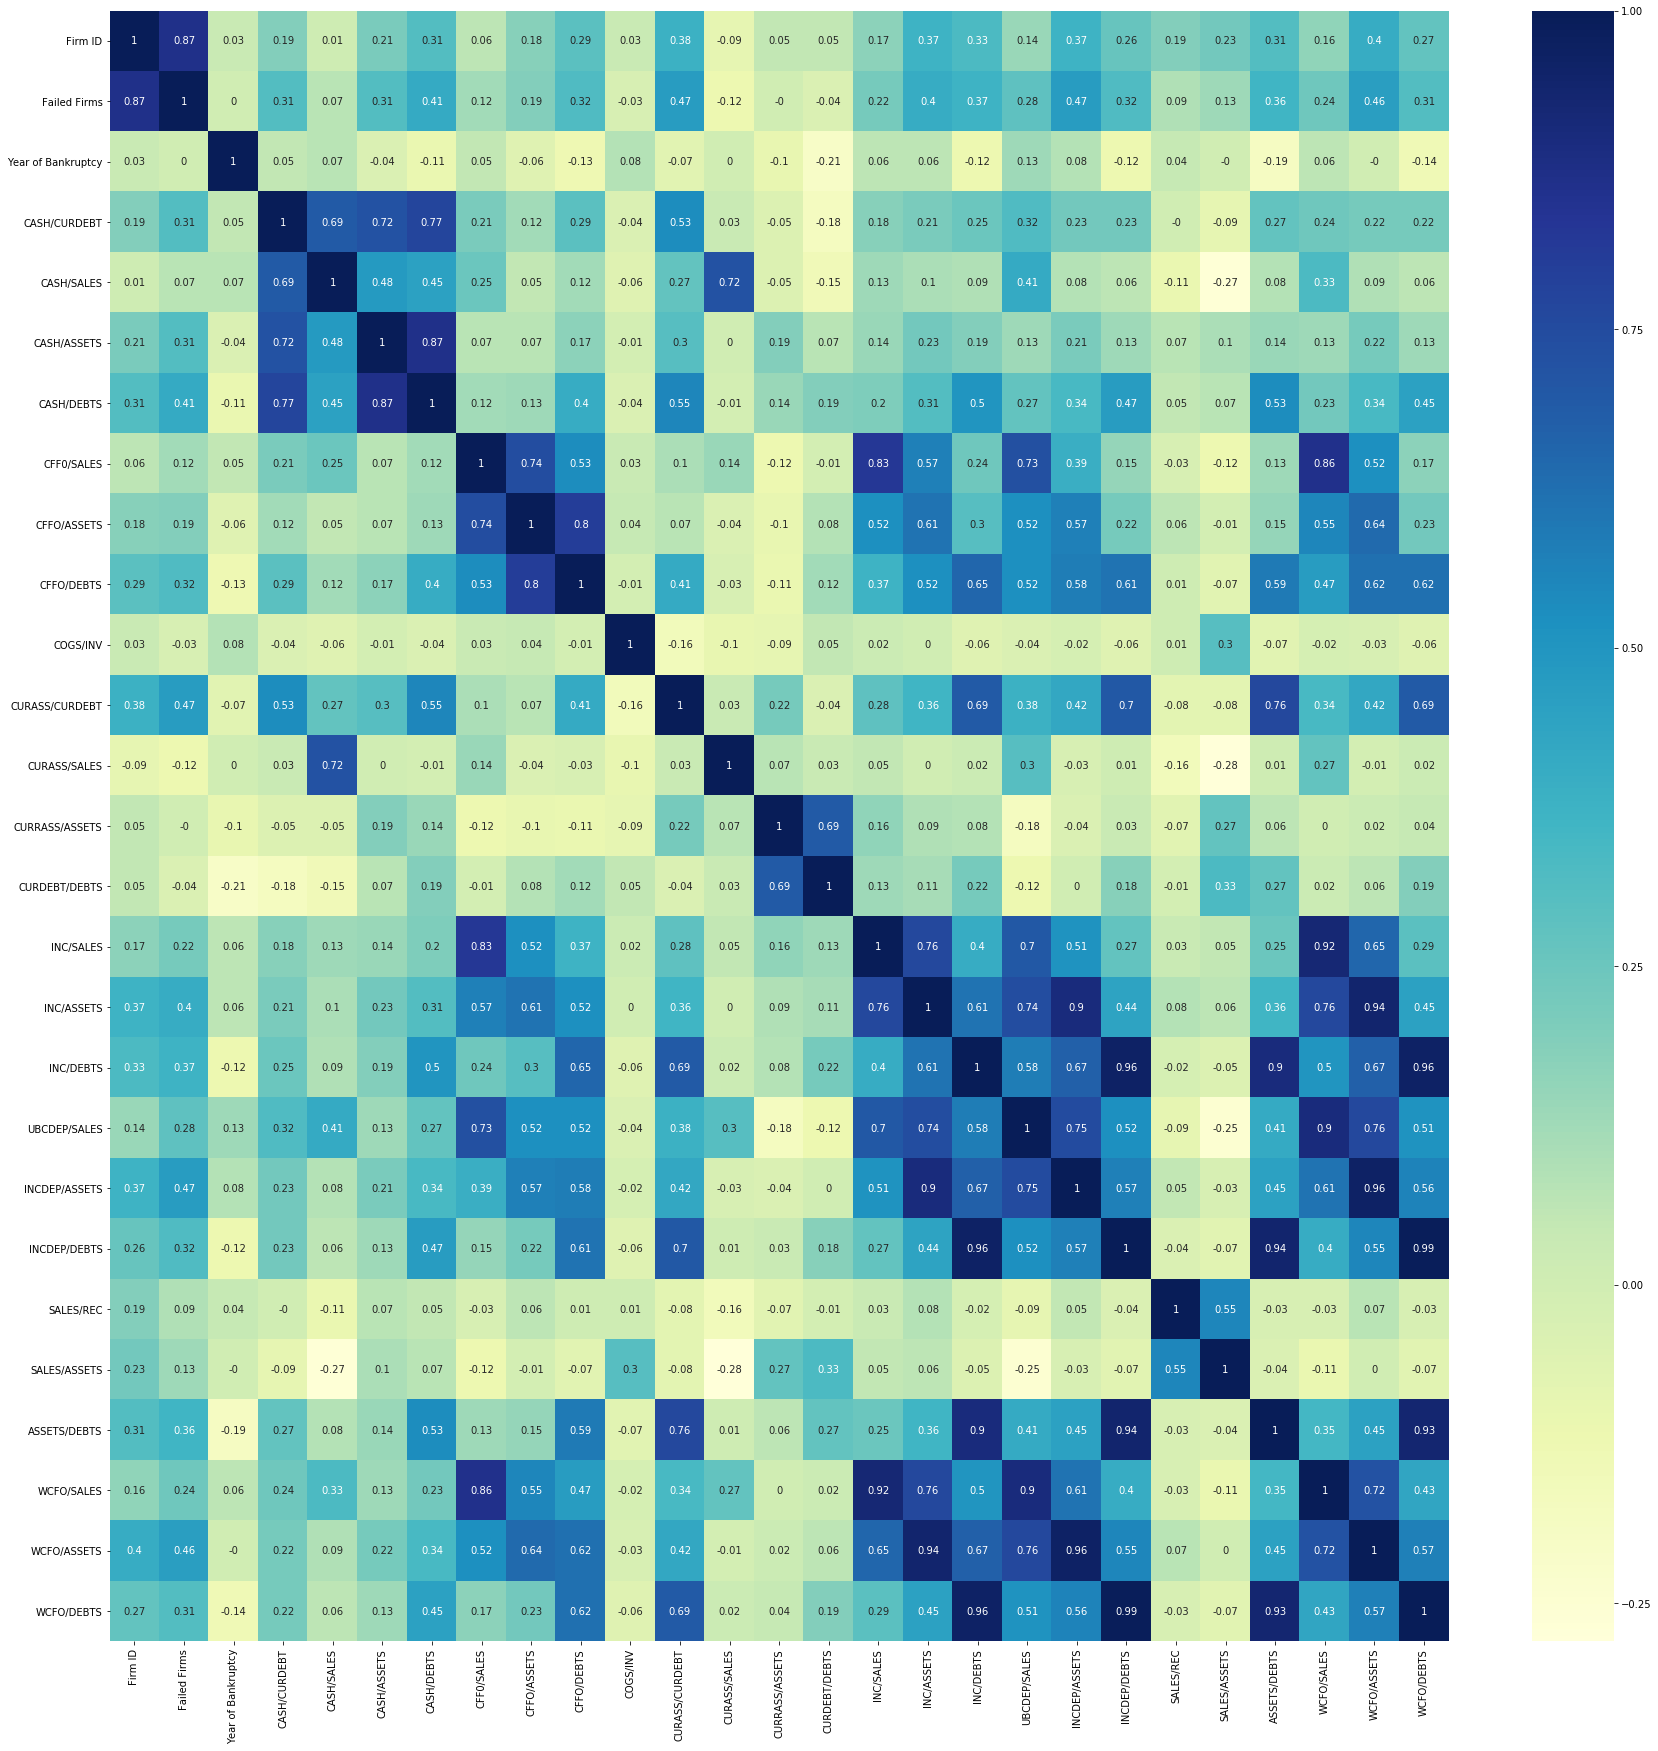 Firm ID 1 0.87 0.03 0.19 0.01 0.21 0.31 0.06 0.18 0.29 0.03 0.38 -0.09 0.05 0.05 0.17 0.37 0.33 0.14 0.37 0.26 0.19 0.23 0.31 0.16 0.4 0.27
Failed Firms 0.87 1 0 0.31 0.07 0.31 0.41 0.12 0.19 0.32 -0.03 0.47 -0.12 -0 -0.04 0.22 0.4 0.37 0.28 0.47 0.32 0.09 0.13 0.36 0.24 0.46 0.31
Year of Bankruptcy 0.03 0 1 0.05 0.07 -0.04 -0.11 0.05 -0.06 -0.13 0.08 -0.07 0 -0.1 -0.21 0.06 0.06 -0.12 0.13 0.08 -0.12 0.04 -0 -0.19 0.06 -0 -0.14
CASH/CURDEBT 0.19 0.31 0.05 1 0.69 0.72 0.77 0.21 0.12 0.29 -0.04 0.53 0.03 -0.05 -0.18 0.18 0.21 0.25 0.32 0.23 0.23 -0 -0.09 0.27 0.24 0.22 0.22
CASH/SALES 0.01 0.07 0.07 0.69 1 0.48 0.45 0.25 0.05 0.12 -0.06 0.27 0.72 -0.05 -0.15 0.13 0.1 0.09 0.41 0.08 0.06 -0.11 -0.27 0.08 0.33 0.09 0.06
CASH/ASSETS 0.21 0.31 -0.04 0.72 0.48 1 0.87 0.07 0.07 0.17 -0.01 0.3 0 0.19 0.07 0.14 0.23 0.19 0.13 0.21 0.13 0.07 0.1 0.14 0.13 0.22 0.13
CASH/DEBTS 0.31 0.41 -0.11 0.77 0.45 0.87 1 0.12 0.13 0.4 -0.04 0.55 -0.01 0.14 0.19 0.2 0.31 0.5 0.27 0.34 0.47 0.05 0.07 0.53 0.23 0.34 0.45
CFF0/SALES 0.06 0.12 0.05 0.21 0.25 0.07 0.12 1 0.74 0.53 0.03 0.1 0.14 -0.12 -0.01 0.83 0.57 0.24 0.73 0.39 0.15 -0.03 -0.12 0.13 0.86 0.52 0.17
CFFO/ASSETS 0.18 0.19 -0.06 0.12 0.05 0.07 0.13 0.74 1 0.8 0.04 0.07 -0.04 -0.1 0.08 0.52 0.61 0.3 0.52 0.57 0.22 0.06 -0.01 0.15 0.55 0.64 0.23
CFFO/DEBTS 0.29 0.32 -0.13 0.29 0.12 0.17 0.4 0.53 0.8 1 -0.01 0.41 -0.03 -0.11 0.12 0.37 0.52 0.65 0.52 0.58 0.61 0.01 -0.07 0.59 0.47 0.62 0.62
COGS/INV 0.03 -0.03 0.08 -0.04 -0.06 -0.01 -0.04 0.03 0.04 -0.01 1 -0.16 -0.1 -0.09 0.05 0.02 0 -0.06 -0.04 -0.02 -0.06 0.01 0.3 -0.07 -0.02 -0.03 -0.06
CURASS/CURDEBT 0.38 0.47 -0.07 0.53 0.27 0.3 0.55 0.1 0.07 0.41 -0.16 1 0.03 0.22 -0.04 0.28 0.36 0.69 0.38 0.42 0.7 -0.08 -0.08 0.76 0.34 0.42 0.69
CURASS/SALES -0.09 -0.12 0 0.03 0.72 0 -0.01 0.14 -0.04 -0.03 -0.1 0.03 1 0.07 0.03 0.05 0 0.02 0.3 -0.03 0.01 -0.16 -0.28 0.01 0.27 -0.01 0.02
CURRASS/ASSETS 0.05 -0 -0.1 -0.05 -0.05 0.19 0.14 -0.12 -0.1 -0.11 -0.09 0.22 0.07 1 0.69 0.16 0.09 0.08 -0.18 -0.04 0.03 -0.07 0.27 0.06 0 0.02 0.04
CURDEBT/DEBTS 0.05 -0.04 -0.21 -0.18 -0.15 0.07 0.19 -0.01 0.08 0.12 0.05 -0.04 0.03 0.69 1 0.13 0.11 0.22 -0.12 0 0.18 -0.01 0.33 0.27 0.02 0.06 0.19
INC/SALES 0.17 0.22 0.06 0.18 0.13 0.14 0.2 0.83 0.52 0.37 0.02 0.28 0.05 0.16 0.13 1 0.76 0.4 0.7 0.51 0.27 0.03 0.05 0.25 0.92 0.65 0.29
INC/ASSETS 0.37 0.4 0.06 0.21 0.1 0.23 0.31 0.57 0.61 0.52 0 0.36 0 0.09 0.11 0.76 1 0.61 0.74 0.9 0.44 0.08 0.06 0.36 0.76 0.94 0.45
INC/DEBTS 0.33 0.37 -0.12 0.25 0.09 0.19 0.5 0.24 0.3 0.65 -0.06 0.69 0.02 0.08 0.22 0.4 0.61 1 0.58 0.67 0.96 -0.02 -0.05 0.9 0.5 0.67 0.96
UBCDEP/SALES 0.14 0.28 0.13 0.32 0.41 0.13 0.27 0.73 0.52 0.52 -0.04 0.38 0.3 -0.18 -0.12 0.7 0.74 0.58 1 0.75 0.52 -0.09 -0.25 0.41 0.9 0.76 0.51
INCDEP/ASSETS 0.37 0.47 0.08 0.23 0.08 0.21 0.34 0.39 0.57 0.58 -0.02 0.42 -0.03 -0.04 0 0.51 0.9 0.67 0.75 1 0.57 0.05 -0.03 0.45 0.61 0.96 0.56
INCDEP/DEBTS 0.26 0.32 -0.12 0.23 0.06 0.13 0.47 0.15 0.22 0.61 -0.06 0.7 0.01 0.03 0.18 0.27 0.44 0.96 0.52 0.57 1 -0.04 -0.07 0.94 0.4 0.55 0.99
SALES/REC 0.19 0.09 0.04 -0 -0.11 0.07 0.05 -0.03 0.06 0.01 0.01 -0.08 -0.16 -0.07 -0.01 0.03 0.08 -0.02 -0.09 0.05 -0.04 1 0.55 -0.03 -0.03 0.07 -0.03
SALES/ASSETS 0.23 0.13 -0 -0.09 -0.27 0.1 0.07 -0.12 -0.01 -0.07 0.3 -0.08 -0.28 0.27 0.33 0.05 0.06 -0.05 -0.25 -0.03 -0.07 0.55 1 -0.04 -0.11 0 -0.07
ASSETS/DEBTS 0.31 0.36 -0.19 0.27 0.08 0.14 0.53 0.13 0.15 0.59 -0.07 0.76 0.01 0.06 0.27 0.25 0.36 0.9 0.41 0.45 0.94 -0.03 -0.04 1 0.35 0.45 0.93
WCFO/SALES 0.16 0.24 0.06 0.24 0.33 0.13 0.23 0.86 0.55 0.47 -0.02 0.34 0.27 0 0.02 0.92 0.76 0.5 0.9 0.61 0.4 -0.03 -0.11 0.35 1 0.72 0.43
WCFO/ASSETS 0.4 0.46 -0 0.22 0.09 0.22 0.34 0.52 0.64 0.62 -0.03 0.42 -0.01 0.02 0.06 0.65 0.94 0.67 0.76 0.96 0.55 0.07 0 0.45 0.72 1 0.57
WCFO/DEBTS 0.27 0.31 -0.14 0.22 0.06 0.13 0.45 0.17 0.23 0.62 -0.06 0.69 0.02 0.04 0.19 0.29 0.45 0.96 0.51 0.56 0.99 -0.03 -0.07 0.93 0.43 0.57 1
Firm ID
Failed Firms
Year of Bankruptcy
CASH/CURDEBT
CASH/SALES
CASH/ASSETS
CASH/DEBTS
CFF0/SALES
CFFO/ASSETS
CFFO/DEBTS
COGS/INV
CURASS/CURDEBT
CURASS/SALES
CURRASS/ASSETS
CURDEBT/DEBTS
INC/SALES
INC/ASSETS
INC/DEBTS
UBCDEP/SALES
INCDEP/ASSETS
INCDEP/DEBTS
SALES/REC
SALES/ASSETS
ASSETS/DEBTS
WCFO/SALES
WCFO/ASSETS
WCFO/DEBTS
1.00
0.75
0.50
0.25
0.00
−0.25